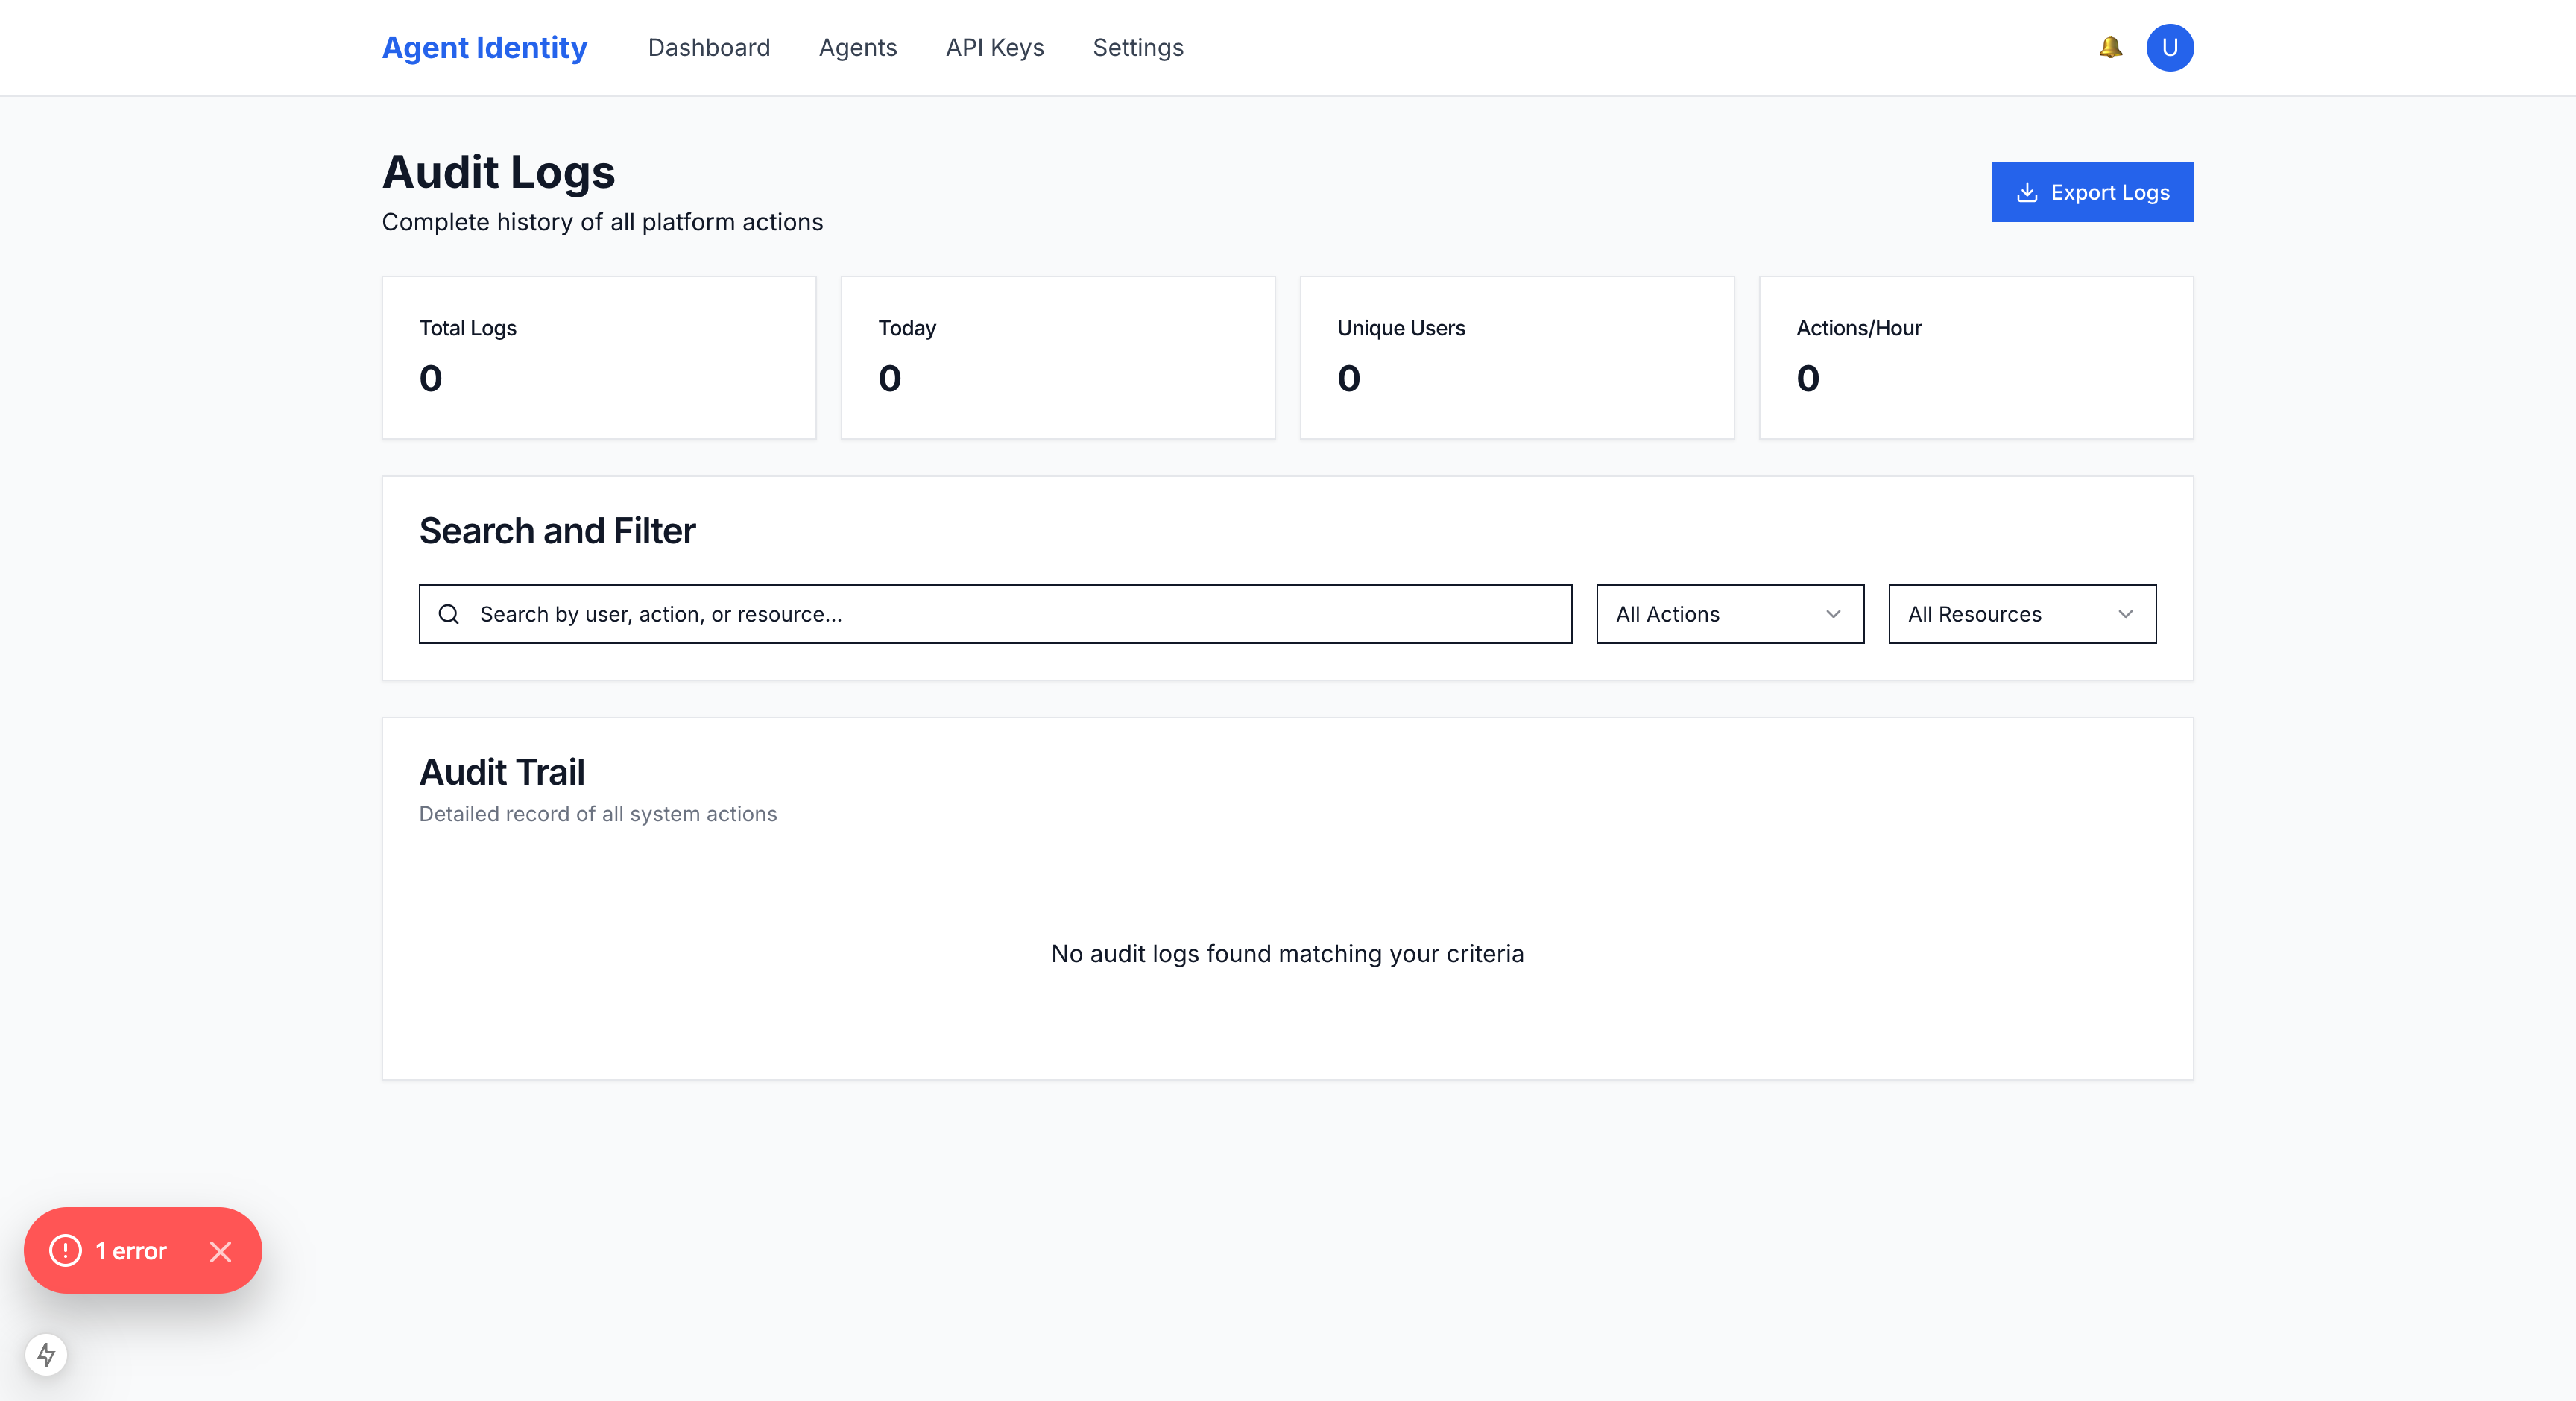 Agent Identity Dashboard Agents API Keys Settings U
Audit Logs
Complete history of all platform actions
Export Logs
Total Logs Today Unique Users Actions/Hour
0 0 0 0
Search and Filter
Search by user, action, or resource... All Actions All Resources
Audit Trail
Detailed record of all system actions
No audit logs found matching your criteria
1 error